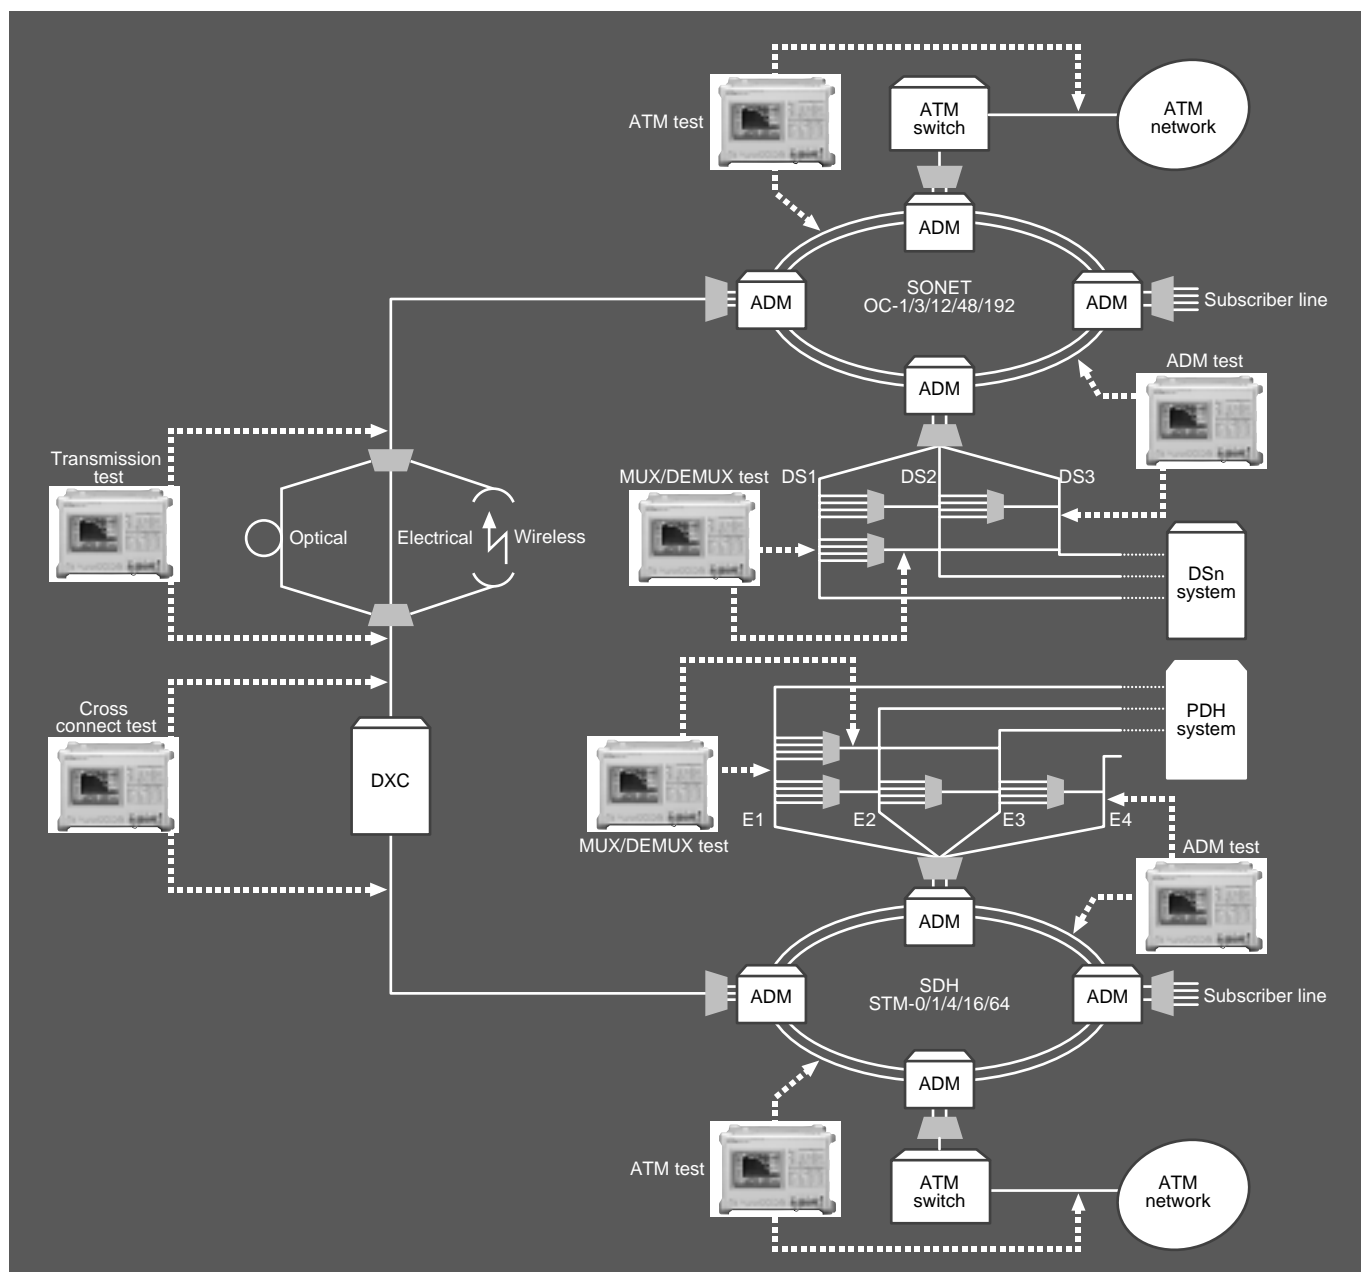 ATM test
ATM
switch
ATM
network
ADM
ADM
SONET
OC-1/3/12/48/192
ADM
Subscriber line
ADM
ADM test
Transmission
test
Optical
Electrical
Wireless
MUX/DEMUX test
DS1
DS2
DS3
DSn
system
Cross
connect test
DXC
PDH
system
MUX/DEMUX test
E1
E2
E3
E4
ADM test
ADM
ADM
SDH
STM-0/1/4/16/64
ADM
Subscriber line
ADM
ATM test
ATM
switch
ATM
network